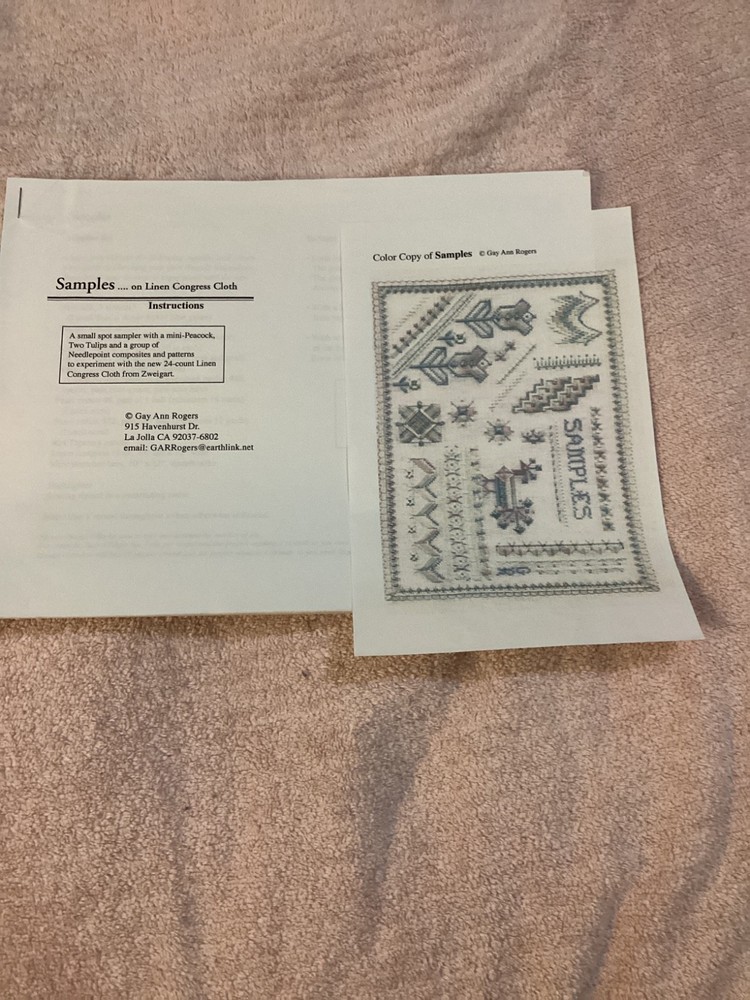 Samples .... on Linen Congress Cloth
Instructions
A small spot sampler with a mini-Peacock,
Two Tulips and a group of
Needlepoint composites and patterns
to experiment with the new 24-count Linen
Congress Cloth from Zweigart.
© Gay Ann Rogers
915 Havenhurst Dr.
La Jolla CA 92037-6802
email: GARRogers@earthlink.net
Color Copy of Samples © Gay Ann Rogers
SAMPLES